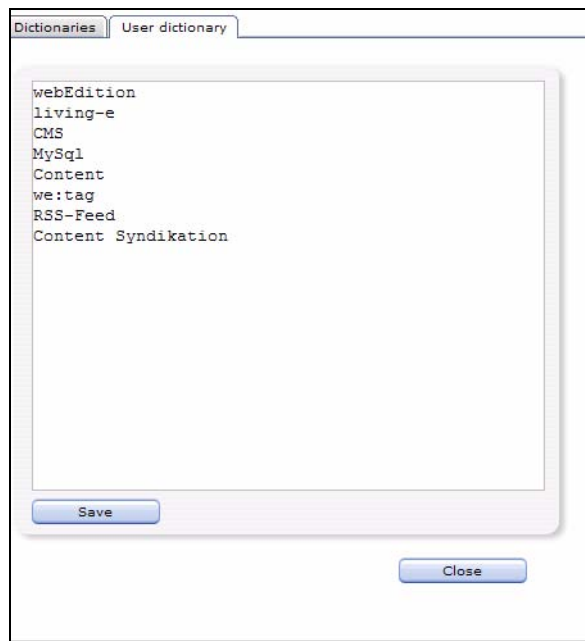 Dictionaries User dictionary
webEdition
living-e
CMS
MySql
Content
we:tag
RSS-Feed
Content Syndikation
Save
Close